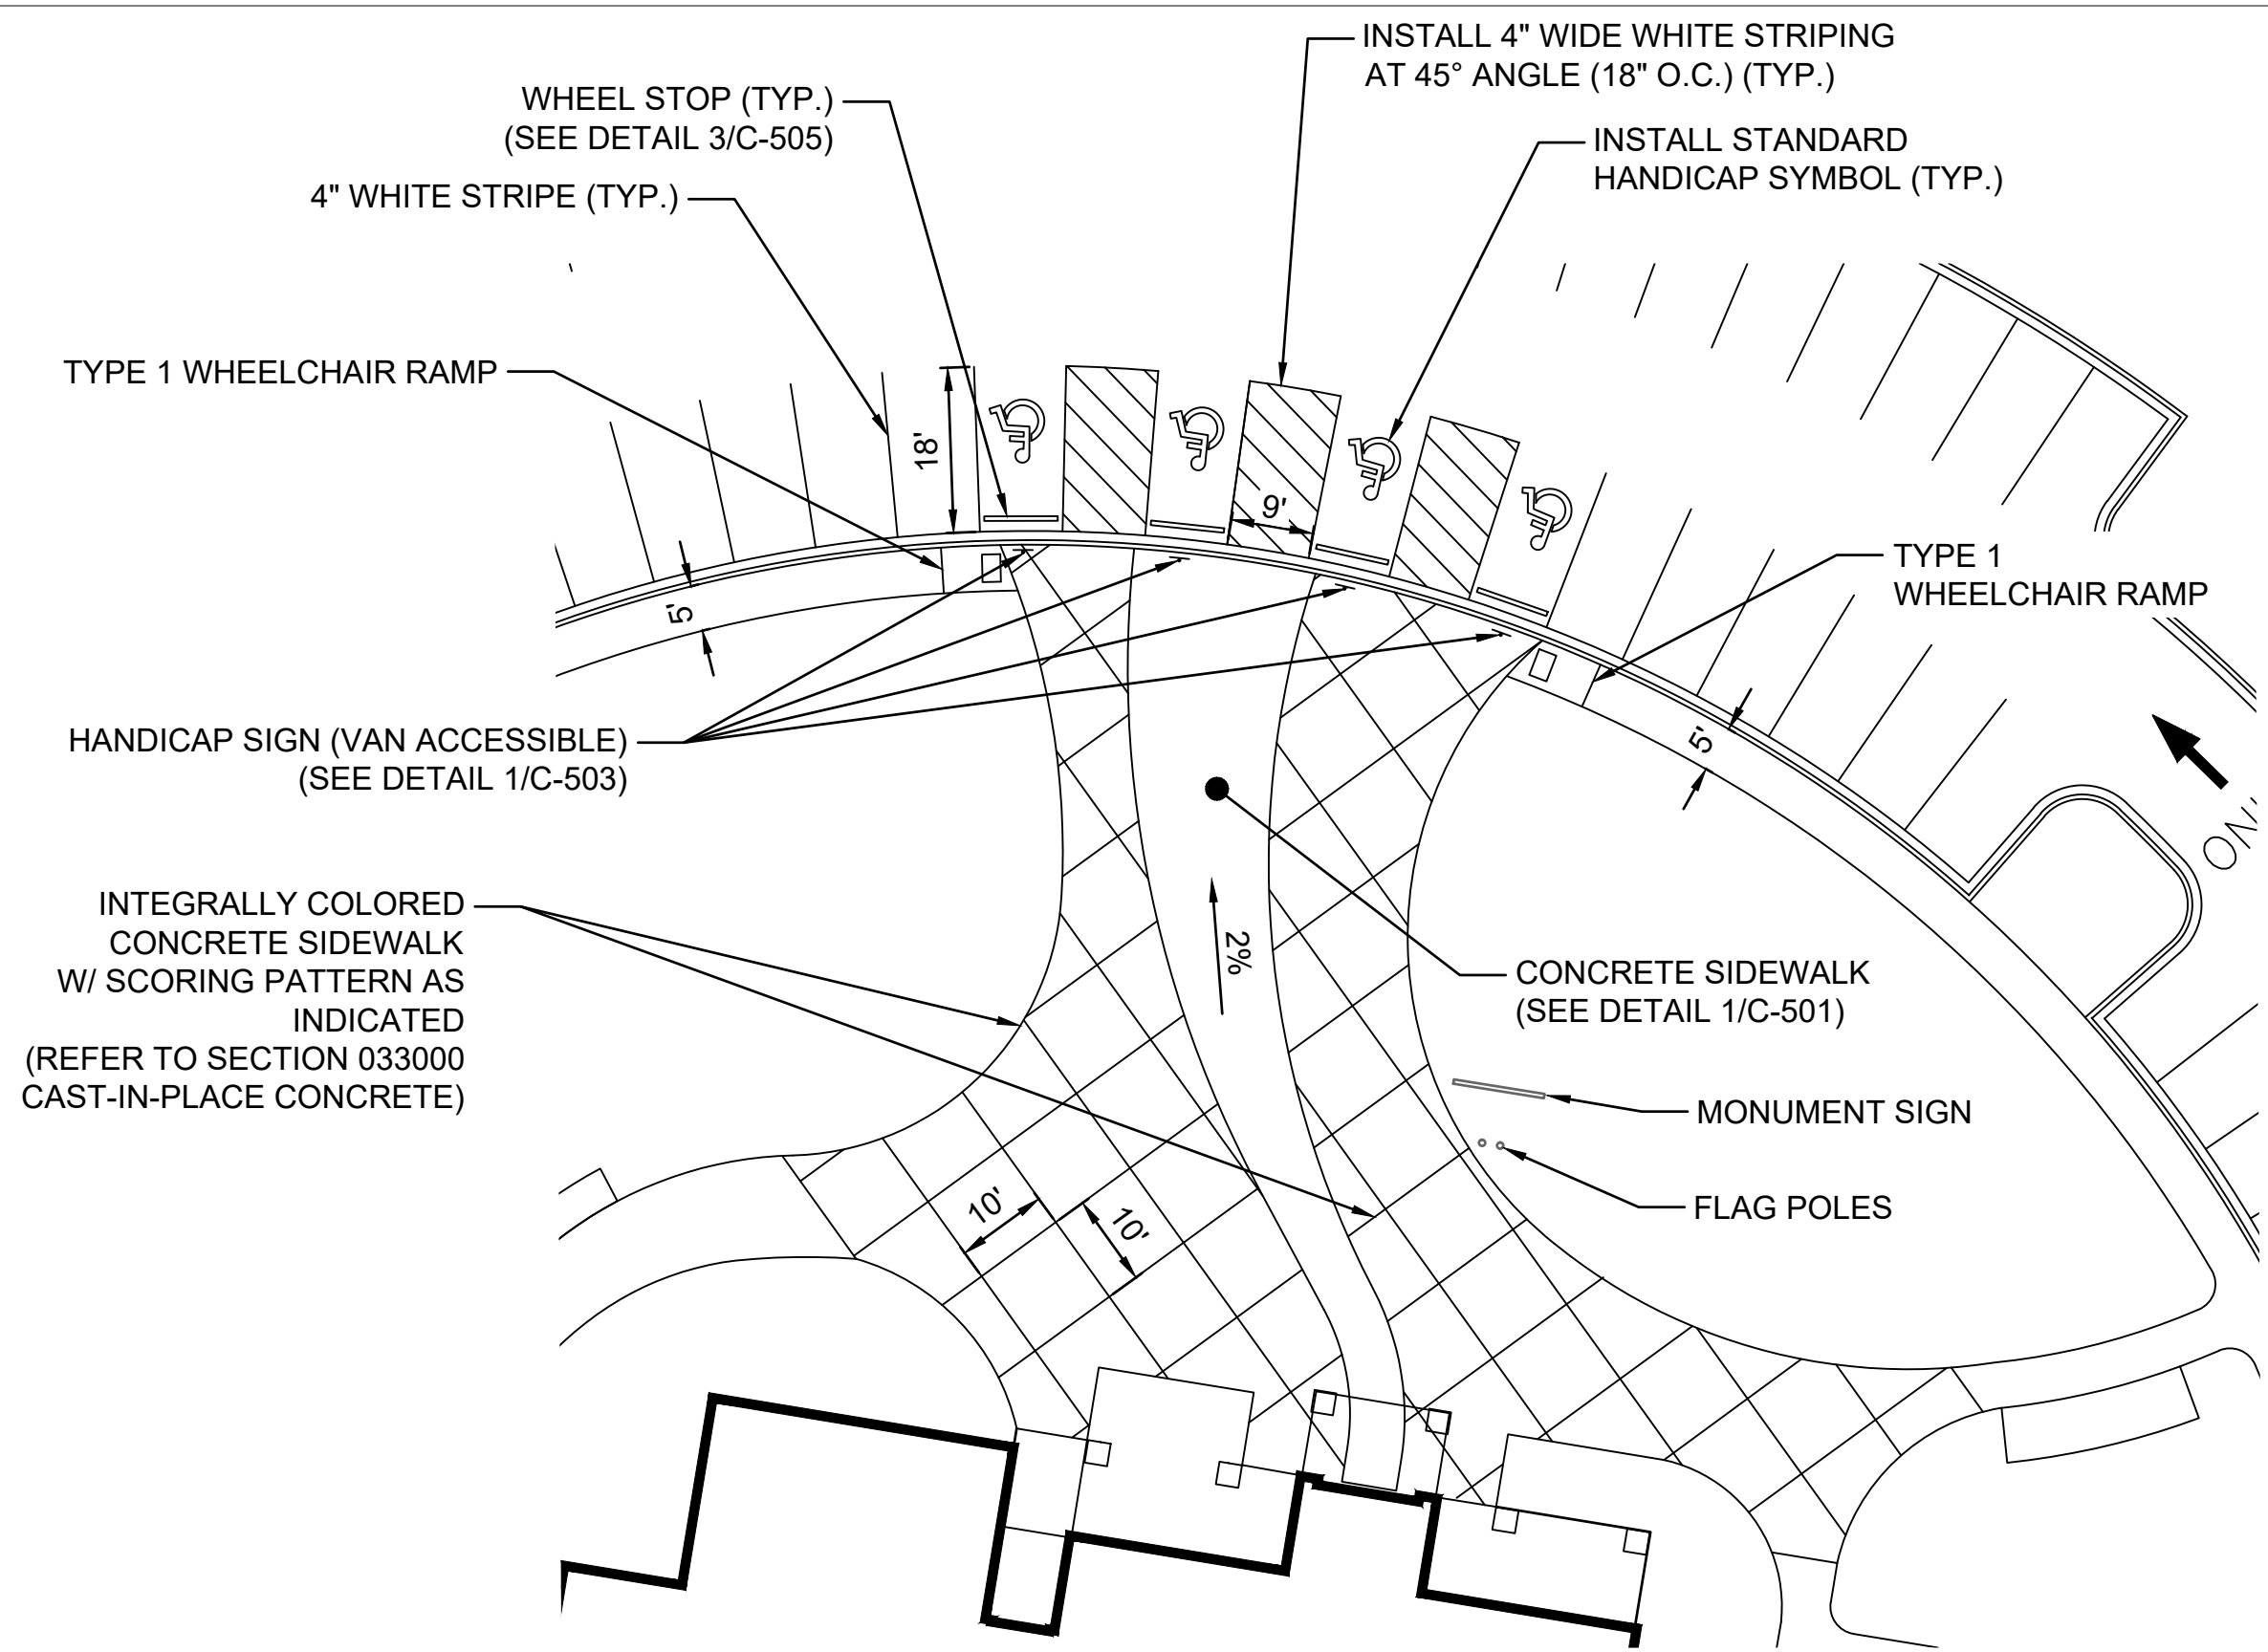 INSTALL 4" WIDE WHITE STRIPING
AT 45° ANGLE (18" O.C.) (TYP.)
WHEEL STOP (TYP.)
(SEE DETAIL 3/C-505)
INSTALL STANDARD
HANDICAP SYMBOL (TYP.)
4" WHITE STRIPE (TYP.)
TYPE 1 WHEELCHAIR RAMP
18'
9'
TYPE 1
WHEELCHAIR RAMP
5'
HANDICAP SIGN (VAN ACCESSIBLE)
(SEE DETAIL 1/C-503)
5'
INTEGRALLY COLORED
CONCRETE SIDEWALK
W/ SCORING PATTERN AS
INDICATED
(REFER TO SECTION 033000
CAST-IN-PLACE CONCRETE)
2%
CONCRETE SIDEWALK
(SEE DETAIL 1/C-501)
MONUMENT SIGN
FLAG POLES
10'
10'